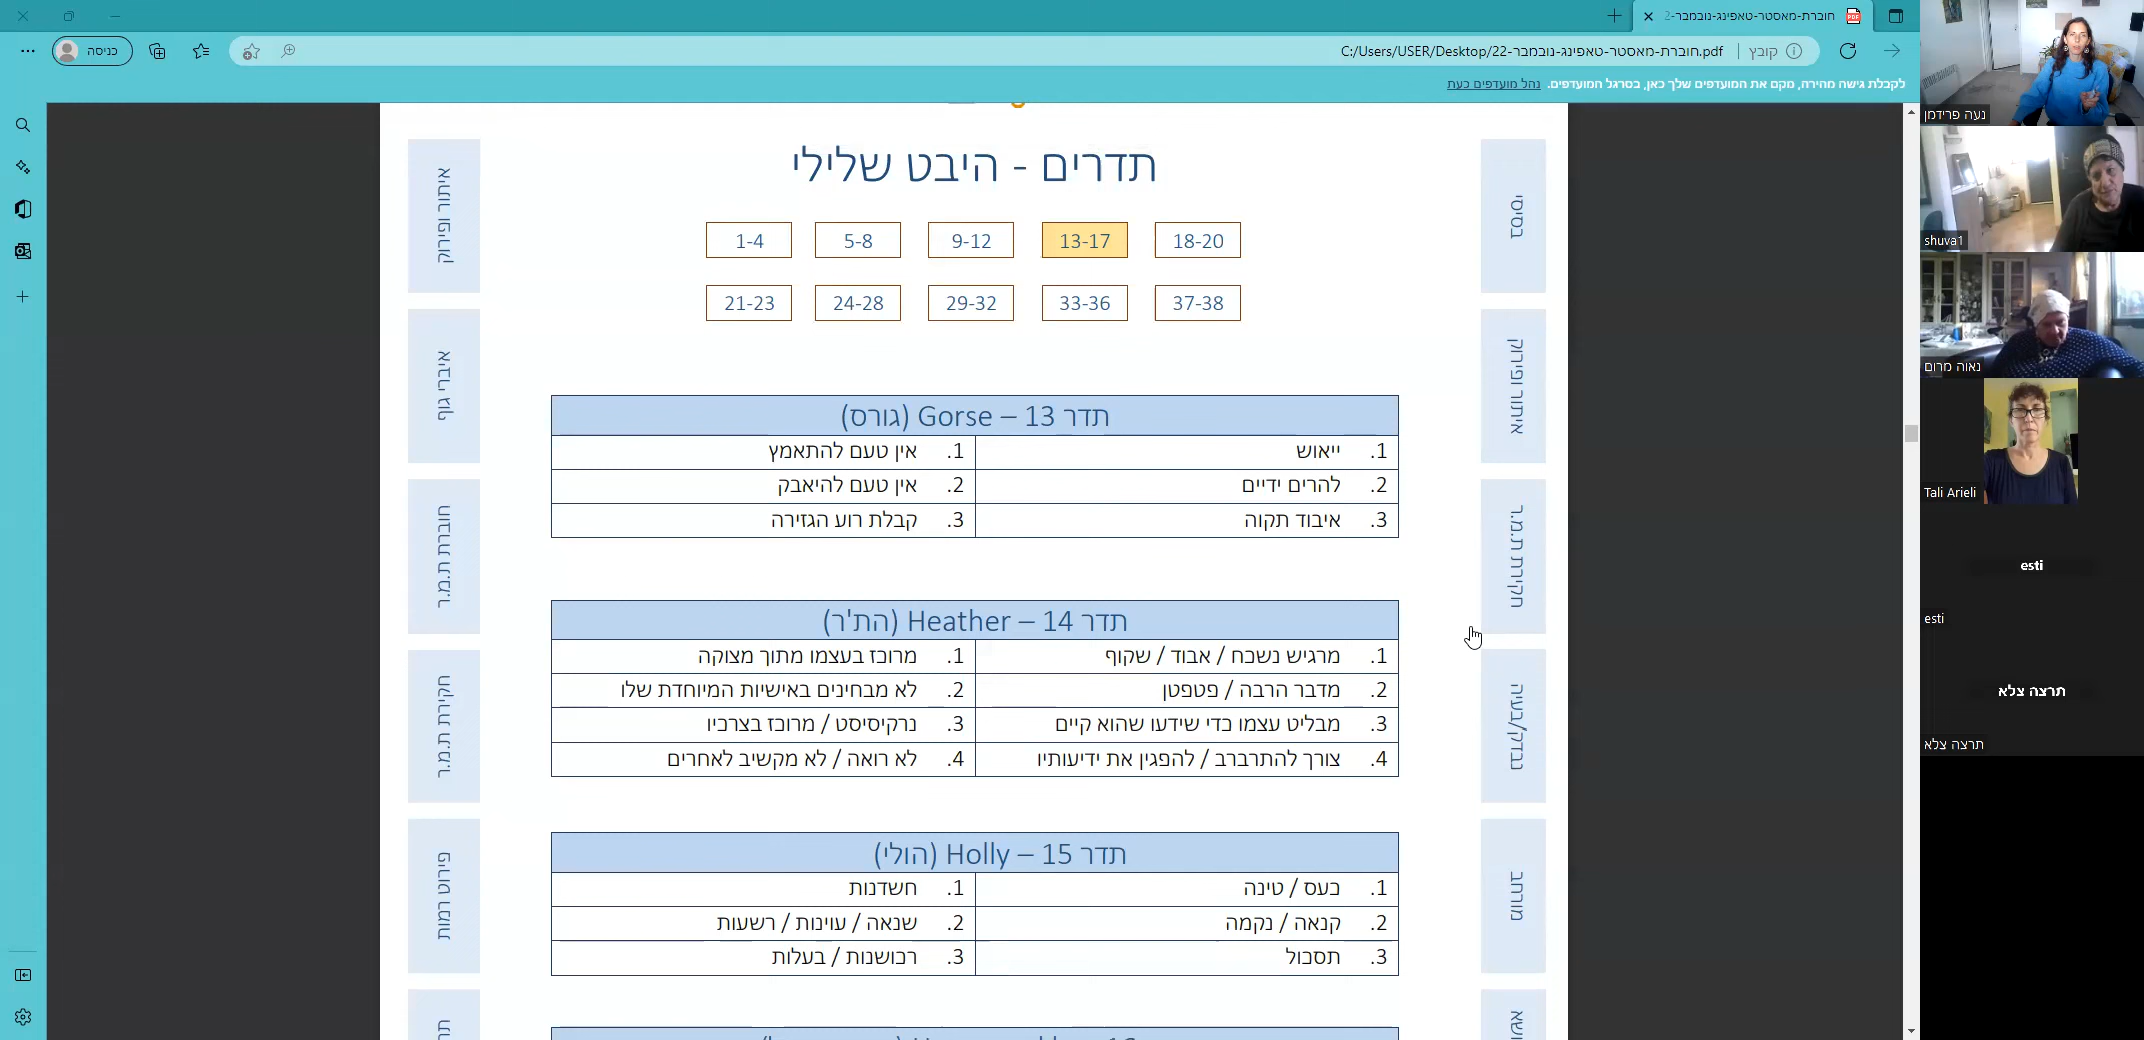 חוברת-מאסטר-טאפינג-נובמבר-2
כניסה
קובץ
C:/Users/USER/Desktop/חוברת-מאסטר-טאפינג-נובמבר-22.pdf
לקבלת גישה מהירה, מקם את המועדפים שלך כאן, בסרגל המועדפים. נהל מועדפים כעת
תדרים - היבט שלילי
1-4 5-8 9-12 13-17 18-20
21-23 24-28 29-32 33-36 37-38
תדר 13 – Gorse (גורס)
1. ייאוש 1. אין טעם להתאמץ
2. להרים ידיים 2. אין טעם להיאבק
3. איבוד תקוה 3. קבלת רוע הגזירה
תדר 14 – Heather (הת'ר)
1. מרגיש נשכח / אבוד / שקוף 1. מרוכז בעצמו מתוך מצוקה
2. מדבר הרבה / פטפטן 2. לא מבחינים באישיות המיוחדת שלו
3. מבליט עצמו כדי שידעו שהוא קיים 3. נרקיסיסט / מרוכז בצרכיו
4. צורך להתרברב / להפגין את ידיעותיו 4. לא רואה / לא מקשיב לאחרים
תדר 15 – Holly (הולי)
1. כעס / טינה 1. חשדנות
2. קנאה / נקמה 2. שנאה / עוינות / רשעות
3. תסכול 3. רכושנות / בעלות
בסיסי
איתור ופירוק
חקירת ת.מ.ר
נבדק/בעיה
מורחב
איתור ופירוק
איברי גוף
חוברת ת.מ.ר
חקירת ת.מ.ר
פירוט רמות
נעה פרידמן
shuva1
נאוה מרום
Tali Arieli
esti
esti
תרצה צלא
תרצה צלא